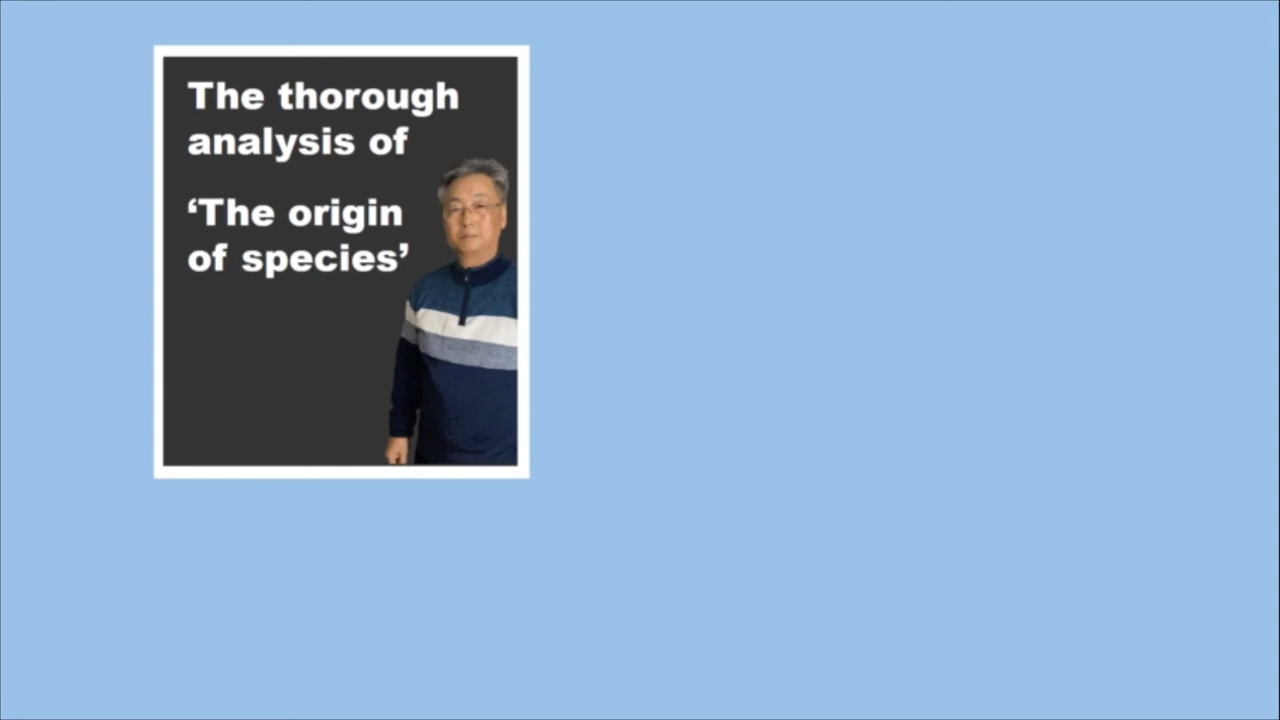 The thorough
analysis of
‘The origin
of species’